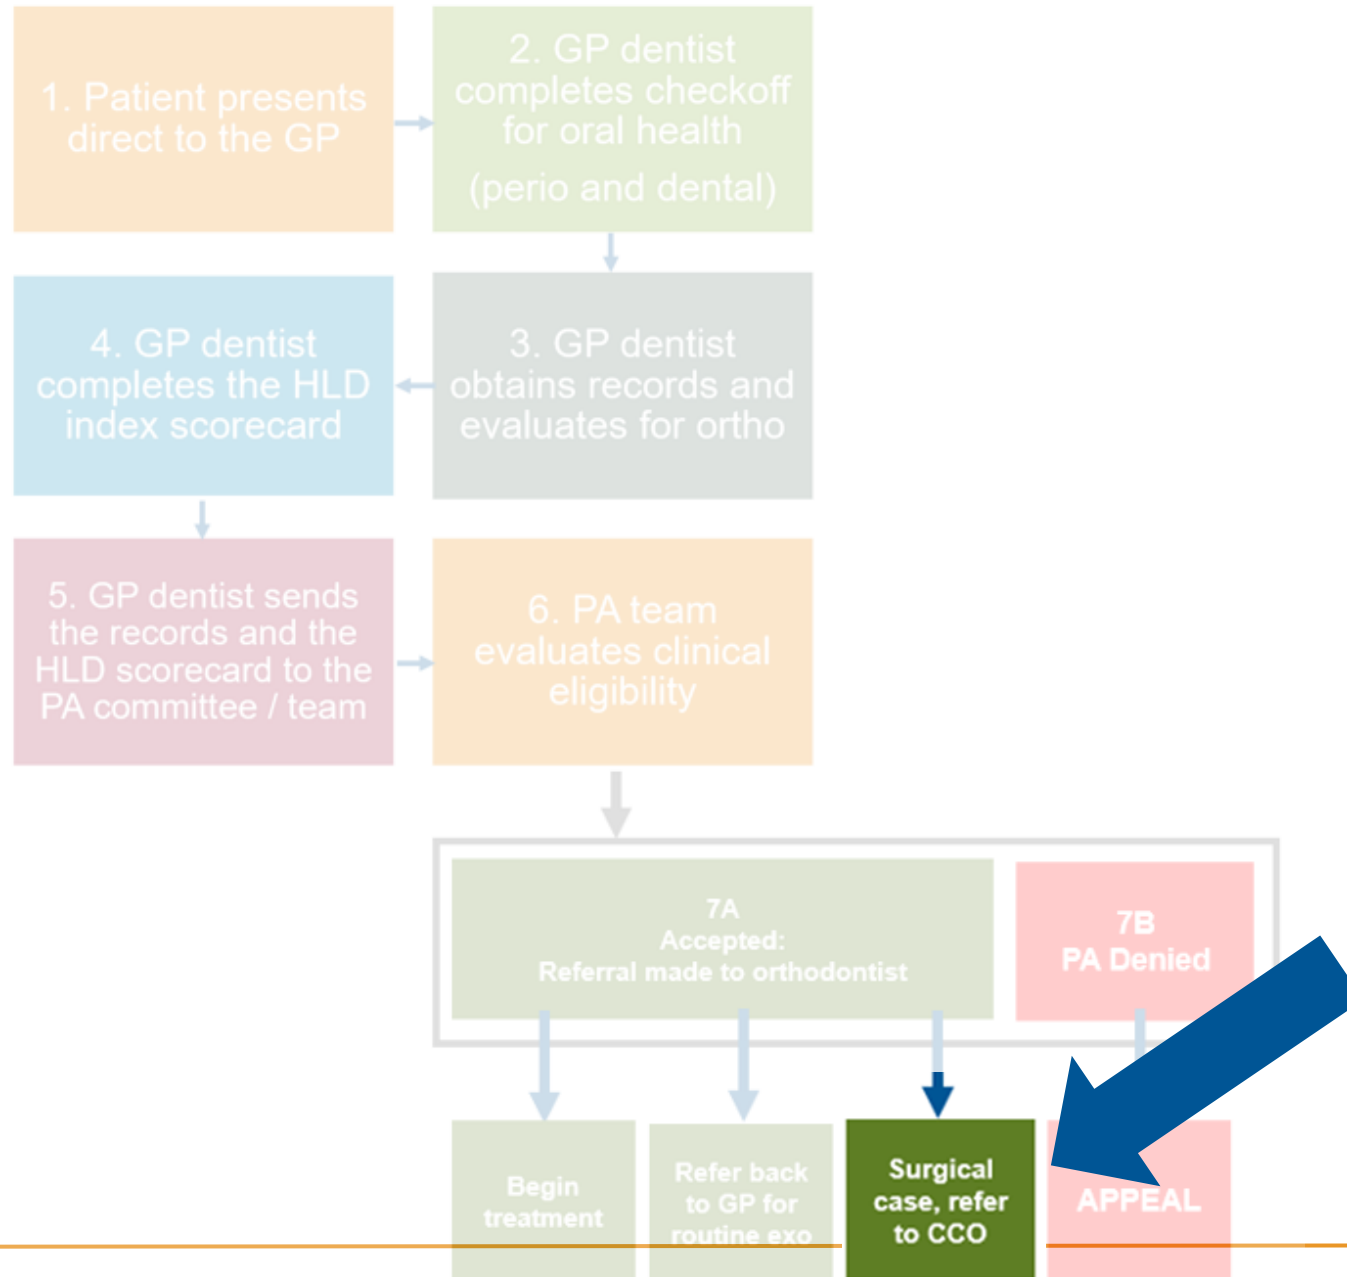 1. Patient presents
direct to the GP
2. GP dentist
completes checkoff
for oral health
(perio and dental)
4. GP dentist
completes the HLD
index scorecard
3. GP dentist
obtains records and
evaluates for ortho
5. GP dentist sends
the records and the
HLD scorecard to the
PA committee / team
6. PA team
evaluates clinical
eligibility
7A
Accepted:
Referral made to orthodontist
7B
PA Denied
Begin
treatment
Refer back
to GP for
routine exo
Surgical
case, refer
to CCO
APPEAL